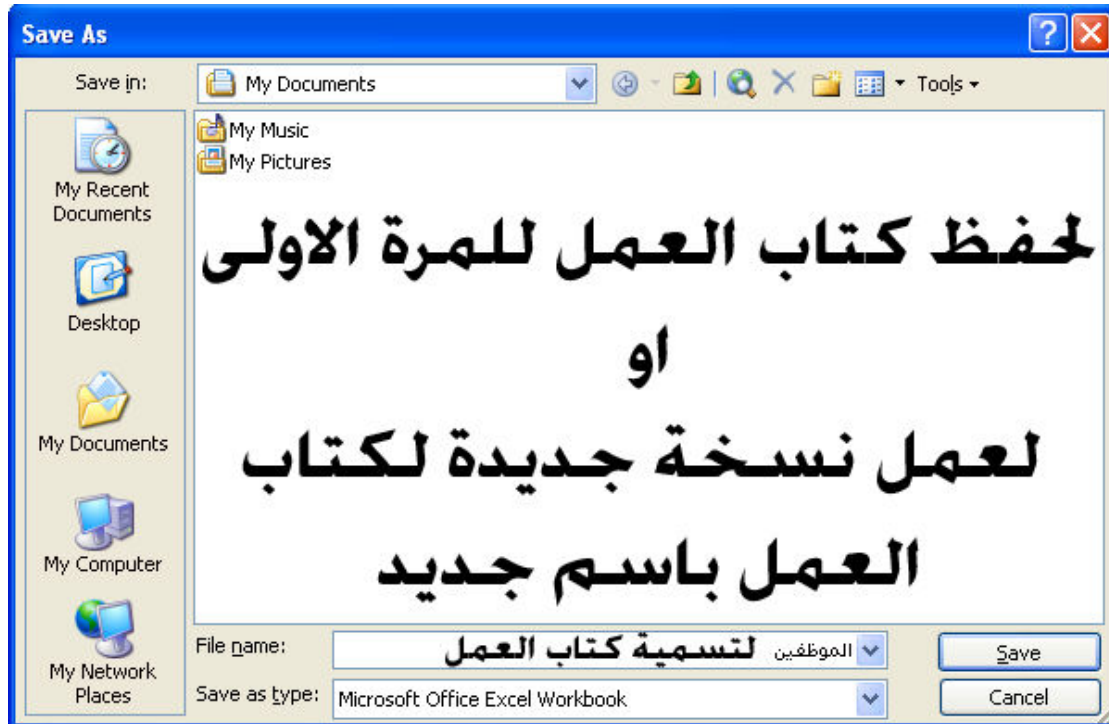 Save As
Save in:
My Documents
Tools
My Recent
Documents
Desktop
My Documents
My Computer
My Network
Places
My Music
My Pictures
لحفظ كتاب العمل للمرة الاولى
او
لعمل نسخة جديدة لكتاب
العمل باسم جديد
File name:
الموظفين لتسمية كتاب العمل
Save
Save as type:
Microsoft Office Excel Workbook
Cancel